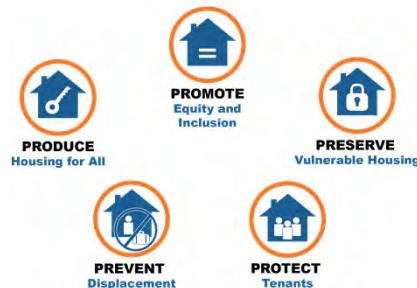 PROMOTE
Equity and
Inclusion
PRODUCE
Housing for All
PRESERVE
Vulnerable Housing
PREVENT
Displacement
PROTECT
Tenants